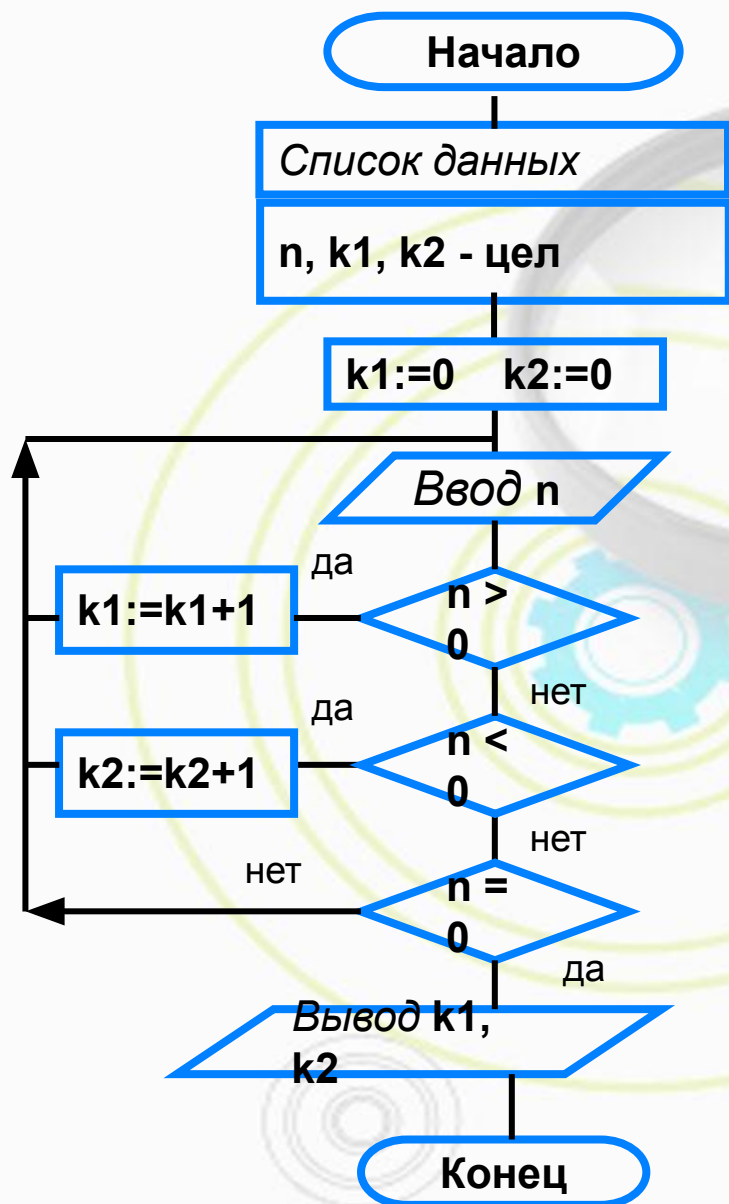 Начало
Список данных
n, k1, k2 - цел
k1:=0 k2:=0
Ввод n
да
k1:=k1+1
n >
0
нет
да
k2:=k2+1
n <
0
нет
нет
n =
0
да
Вывод k1,
k2
Конец